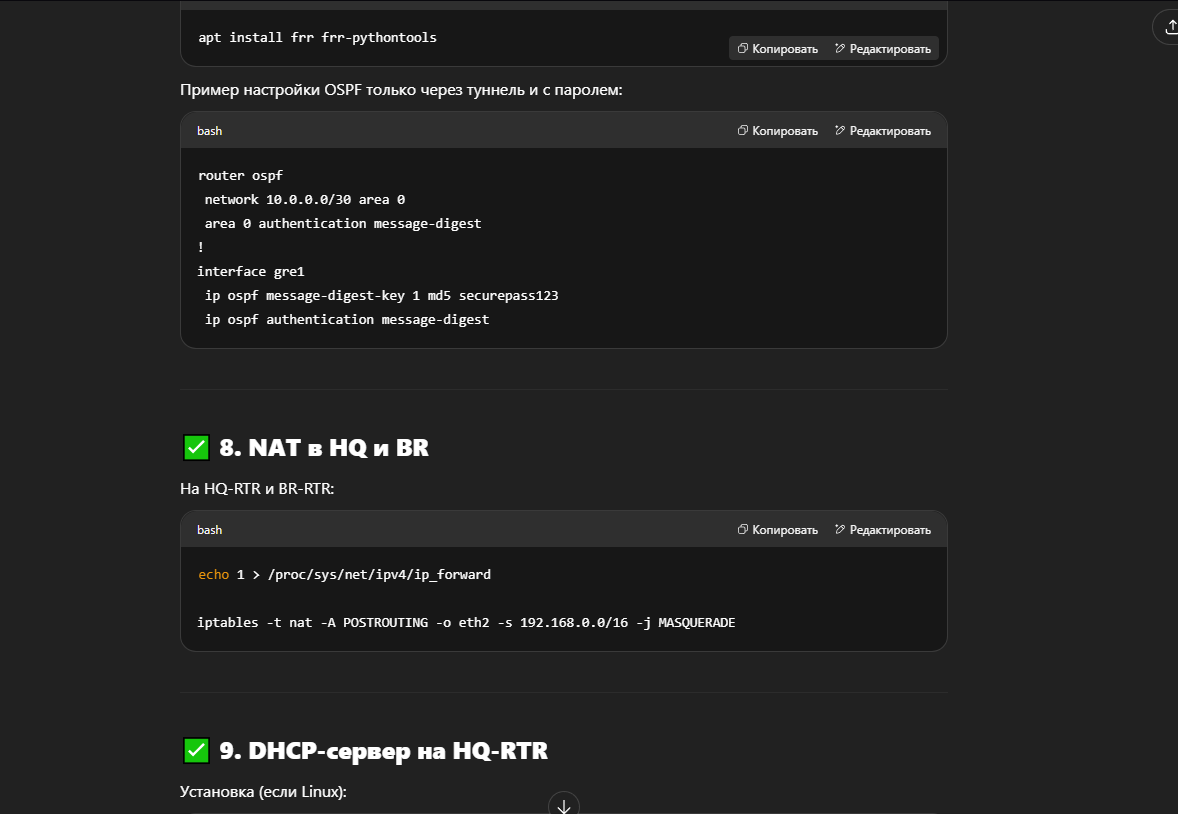 apt install frr frr-pythontools
Копировать Редактировать
Пример настройки OSPF только через туннель и с паролем:
bash Копировать Редактировать
router ospf
 network 10.0.0.0/30 area 0
 area 0 authentication message-digest
!
interface gre1
 ip ospf message-digest-key 1 md5 securepass123
 ip ospf authentication message-digest
✅ 8. NAT в HQ и BR
На HQ-RTR и BR-RTR:
bash Копировать Редактировать
echo 1 > /proc/sys/net/ipv4/ip_forward
iptables -t nat -A POSTROUTING -o eth2 -s 192.168.0.0/16 -j MASQUERADE
✅ 9. DHCP-сервер на HQ-RTR
Установка (если Linux):